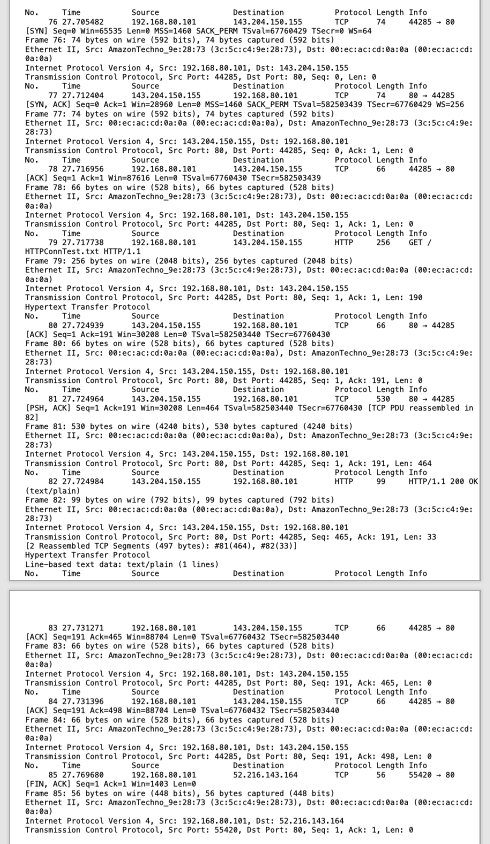 No. Time Source Destination Protocol Length Info
76 27.705482 192.168.80.101 143.204.150.155 TCP 74 44285 → 80
[SYN] Seq=0 Win=65535 Len=0 MSS=1460 SACK_PERM TSval=67760429 TSecr=0 WS=64
Frame 76: 74 bytes on wire (592 bits), 74 bytes captured (592 bits)
Ethernet II, Src: AmazonTechno_9e:28:73 (3c:5c:c4:9e:28:73), Dst: 00:ec:ac:cd:0a:0a (00:ec:ac:cd:
0a:0a)
Internet Protocol Version 4, Src: 192.168.80.101, Dst: 143.204.150.155
Transmission Control Protocol, Src Port: 44285, Dst Port: 80, Seq: 0, Len: 0
No. Time Source Destination Protocol Length Info
77 27.712404 143.204.150.155 192.168.80.101 TCP 74 80 → 44285
[SYN, ACK] Seq=0 Ack=1 Win=28960 Len=0 MSS=1460 SACK_PERM TSval=582503439 TSecr=67760429 WS=256
Frame 77: 74 bytes on wire (592 bits), 74 bytes captured (592 bits)
Ethernet II, Src: 00:ec:ac:cd:0a:0a (00:ec:ac:cd:0a:0a), Dst: AmazonTechno_9e:28:73 (3c:5c:c4:9e:
28:73)
Internet Protocol Version 4, Src: 143.204.150.155, Dst: 192.168.80.101
Transmission Control Protocol, Src Port: 80, Dst Port: 44285, Seq: 0, Ack: 1, Len: 0
No. Time Source Destination Protocol Length Info
78 27.716956 192.168.80.101 143.204.150.155 TCP 66 44285 → 80
[ACK] Seq=1 Ack=1 Win=87616 Len=0 TSval=67760430 TSecr=582503439
Frame 78: 66 bytes on wire (528 bits), 66 bytes captured (528 bits)
Ethernet II, Src: AmazonTechno_9e:28:73 (3c:5c:c4:9e:28:73), Dst: 00:ec:ac:cd:0a:0a (00:ec:ac:cd:
0a:0a)
Internet Protocol Version 4, Src: 192.168.80.101, Dst: 143.204.150.155
Transmission Control Protocol, Src Port: 44285, Dst Port: 80, Seq: 1, Ack: 1, Len: 0
No. Time Source Destination Protocol Length Info
79 27.717738 192.168.80.101 143.204.150.155 HTTP 256 GET /
HTTPConnTest.txt HTTP/1.1
Frame 79: 256 bytes on wire (2048 bits), 256 bytes captured (2048 bits)
Ethernet II, Src: AmazonTechno_9e:28:73 (3c:5c:c4:9e:28:73), Dst: 00:ec:ac:cd:0a:0a (00:ec:ac:cd:
0a:0a)
Internet Protocol Version 4, Src: 192.168.80.101, Dst: 143.204.150.155
Transmission Control Protocol, Src Port: 44285, Dst Port: 80, Seq: 1, Ack: 1, Len: 190
Hypertext Transfer Protocol
No. Time Source Destination Protocol Length Info
80 27.724939 143.204.150.155 192.168.80.101 TCP 66 80 → 44285
[ACK] Seq=1 Ack=191 Win=30208 Len=0 TSval=582503440 TSecr=67760430
Frame 80: 66 bytes on wire (528 bits), 66 bytes captured (528 bits)
Ethernet II, Src: 00:ec:ac:cd:0a:0a (00:ec:ac:cd:0a:0a), Dst: AmazonTechno_9e:28:73 (3c:5c:c4:9e:
28:73)
Internet Protocol Version 4, Src: 143.204.150.155, Dst: 192.168.80.101
Transmission Control Protocol, Src Port: 80, Dst Port: 44285, Seq: 1, Ack: 191, Len: 0
No. Time Source Destination Protocol Length Info
81 27.724964 143.204.150.155 192.168.80.101 TCP 530 80 → 44285
[PSH, ACK] Seq=1 Ack=191 Win=30208 Len=464 TSval=582503440 TSecr=67760430 [TCP PDU reassembled in
82]
Frame 81: 530 bytes on wire (4240 bits), 530 bytes captured (4240 bits)
Ethernet II, Src: 00:ec:ac:cd:0a:0a (00:ec:ac:cd:0a:0a), Dst: AmazonTechno_9e:28:73 (3c:5c:c4:9e:
28:73)
Internet Protocol Version 4, Src: 143.204.150.155, Dst: 192.168.80.101
Transmission Control Protocol, Src Port: 80, Dst Port: 44285, Seq: 1, Ack: 191, Len: 464
No. Time Source Destination Protocol Length Info
82 27.724984 143.204.150.155 192.168.80.101 HTTP 99 HTTP/1.1 200 OK
(text/plain)
Frame 82: 99 bytes on wire (792 bits), 99 bytes captured (792 bits)
Ethernet II, Src: 00:ec:ac:cd:0a:0a (00:ec:ac:cd:0a:0a), Dst: AmazonTechno_9e:28:73 (3c:5c:c4:9e:
28:73)
Internet Protocol Version 4, Src: 143.204.150.155, Dst: 192.168.80.101
Transmission Control Protocol, Src Port: 80, Dst Port: 44285, Seq: 465, Ack: 191, Len: 33
[2 Reassembled TCP Segments (497 bytes): #81(464), #82(33)]
Hypertext Transfer Protocol
Line-based text data: text/plain (1 lines)
No. Time Source Destination Protocol Length Info
83 27.731271 192.168.80.101 143.204.150.155 TCP 66 44285 → 80
[ACK] Seq=191 Ack=465 Win=88704 Len=0 TSval=67760432 TSecr=582503440
Frame 83: 66 bytes on wire (528 bits), 66 bytes captured (528 bits)
Ethernet II, Src: AmazonTechno_9e:28:73 (3c:5c:c4:9e:28:73), Dst: 00:ec:ac:cd:0a:0a (00:ec:ac:cd:
0a:0a)
Internet Protocol Version 4, Src: 192.168.80.101, Dst: 143.204.150.155
Transmission Control Protocol, Src Port: 44285, Dst Port: 80, Seq: 191, Ack: 465, Len: 0
No. Time Source Destination Protocol Length Info
84 27.731396 192.168.80.101 143.204.150.155 TCP 66 44285 → 80
[ACK] Seq=191 Ack=498 Win=88704 Len=0 TSval=67760432 TSecr=582503440
Frame 84: 66 bytes on wire (528 bits), 66 bytes captured (528 bits)
Ethernet II, Src: AmazonTechno_9e:28:73 (3c:5c:c4:9e:28:73), Dst: 00:ec:ac:cd:0a:0a (00:ec:ac:cd:
0a:0a)
Internet Protocol Version 4, Src: 192.168.80.101, Dst: 143.204.150.155
Transmission Control Protocol, Src Port: 44285, Dst Port: 80, Seq: 191, Ack: 498, Len: 0
No. Time Source Destination Protocol Length Info
85 27.769680 192.168.80.101 52.216.143.164 TCP 56 55420 → 80
[FIN, ACK] Seq=1 Ack=1 Win=1403 Len=0
Frame 85: 56 bytes on wire (448 bits), 56 bytes captured (448 bits)
Ethernet II, Src: AmazonTechno_9e:28:73 (3c:5c:c4:9e:28:73), Dst: 00:ec:ac:cd:0a:0a (00:ec:ac:cd:
0a:0a)
Internet Protocol Version 4, Src: 192.168.80.101, Dst: 52.216.143.164
Transmission Control Protocol, Src Port: 55420, Dst Port: 80, Seq: 1, Ack: 1, Len: 0